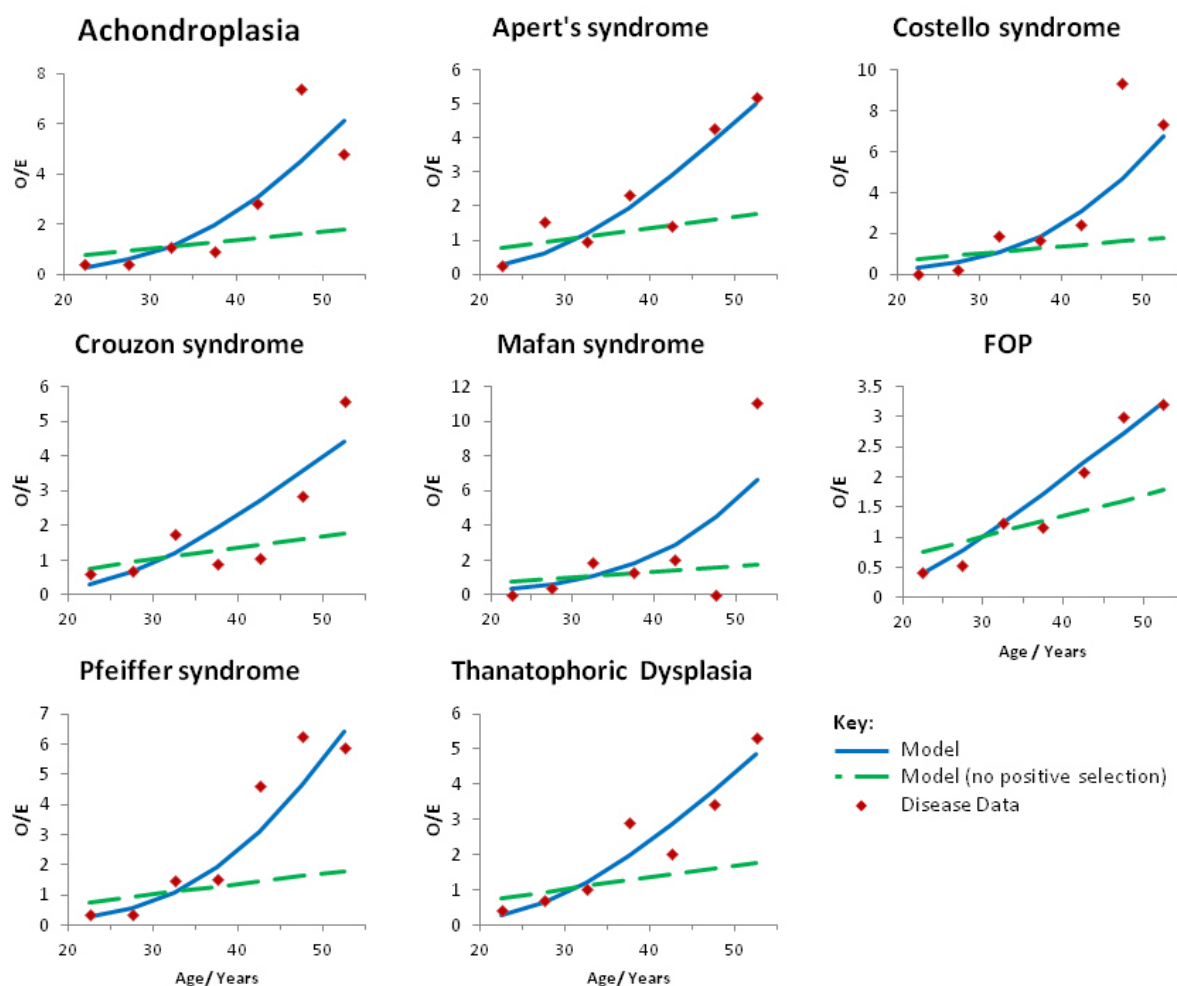 Achondroplasia
8
6
4
2
0
O/E
20 30 40 50
Apert's syndrome
6
5
4
3
2
1
0
O/E
20 30 40 50
Costello syndrome
10
8
6
4
2
0
O/E
20 30 40 50
Crouzon syndrome
6
5
4
3
2
1
0
O/E
20 30 40 50
Mafan syndrome
12
10
8
6
4
2
0
O/E
20 30 40 50
FOP
3.5
3
2.5
2
1.5
1
0.5
0
O/E
20 30 40 50
Age / Years
Pfeiffer syndrome
7
6
5
4
3
2
1
0
O/E
20 30 40 50
Age/ Years
Thanatophoric Dysplasia
6
5
4
3
2
1
0
O/E
20 30 40 50
Age/ Years
Key:
Model
Model (no positive selection)
Disease Data